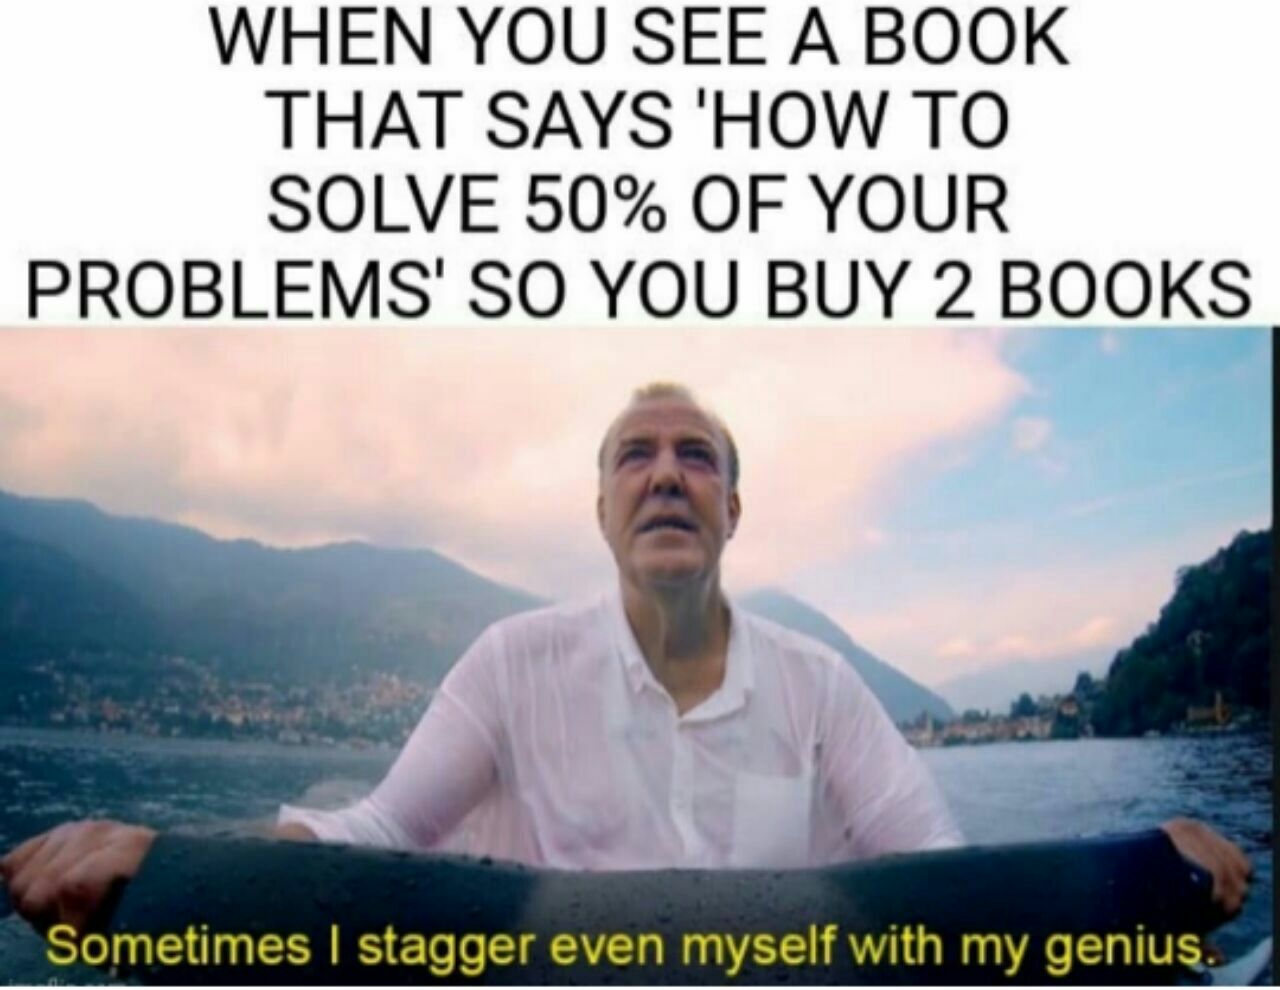 WHEN YOU SEE A BOOK
THAT SAYS 'HOW TO
SOLVE 50% OF YOUR
PROBLEMS' SO YOU BUY 2 BOOKS
Sometimes I stagger even myself with my genius.